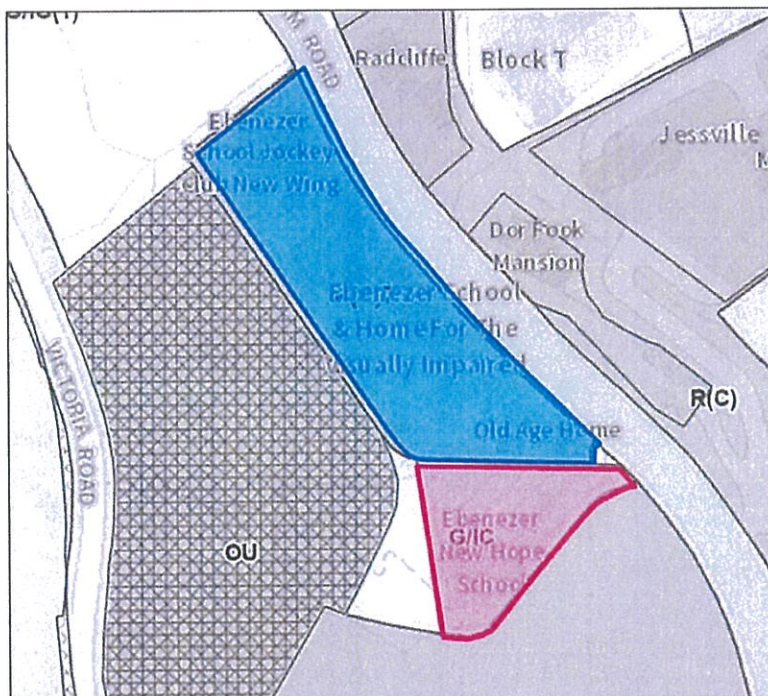 Radcliffe
Block T
ROAD
Jessville
M
Ebenezer
School Jockey
Club New Wing
Dor Fook
Mansion
Ebenezer School
& Home For The
Visually Impaired
VICTORIA ROAD
R(C)
Old Age Home
Ebenezer
G/IC
New Hope
School
OU